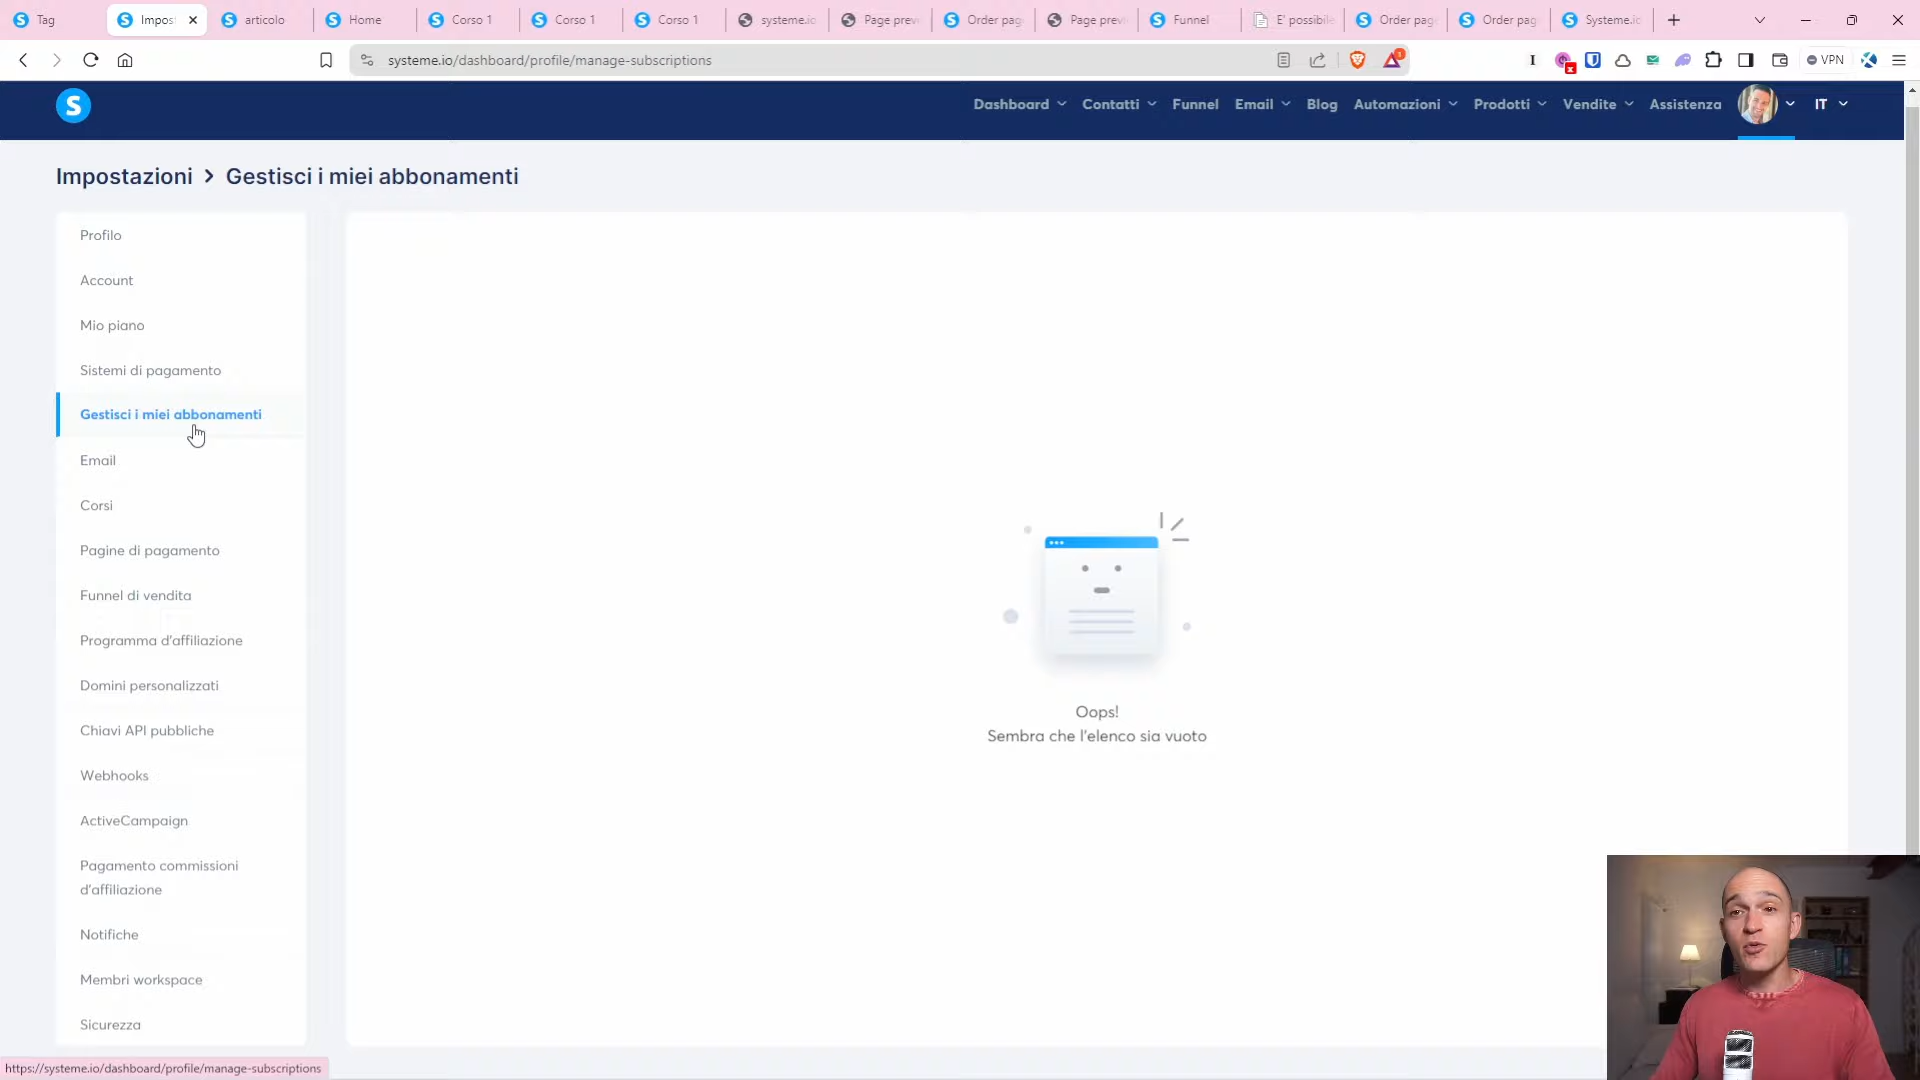 Tag
Impos
articolo
Home
Corso 1
Corso 1
Corso 1
systeme.io
Page prev
Order pag
Page prev
Funnel
E' possibile
Order pag
Order pag
Systeme.io
systeme.io/dashboard/profile/manage-subscriptions
VPN
S
Dashboard
Contatti
Funnel
Email
Blog
Automazioni
Prodotti
Vendite
Assistenza
IT
Impostazioni > Gestisci i miei abbonamenti
Profilo
Account
Mio piano
Sistemi di pagamento
Gestisci i miei abbonamenti
Email
Corsi
Pagine di pagamento
Funnel di vendita
Programma d'affiliazione
Domini personalizzati
Chiavi API pubbliche
Webhooks
ActiveCampaign
Pagamento commissioni
d'affiliazione
Notifiche
Membri workspace
Sicurezza
Oops!
Sembra che l'elenco sia vuoto
https://systeme.io/dashboard/profile/manage-subscriptions